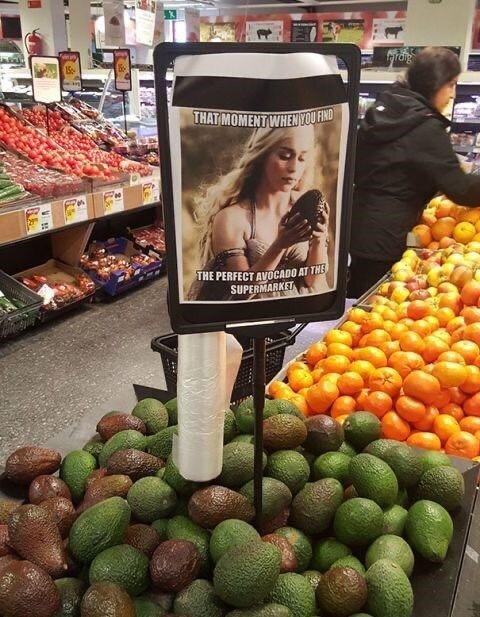 THAT MOMENT WHEN YOU FIND
THE PERFECT AVOCADO AT THE
SUPERMARKET